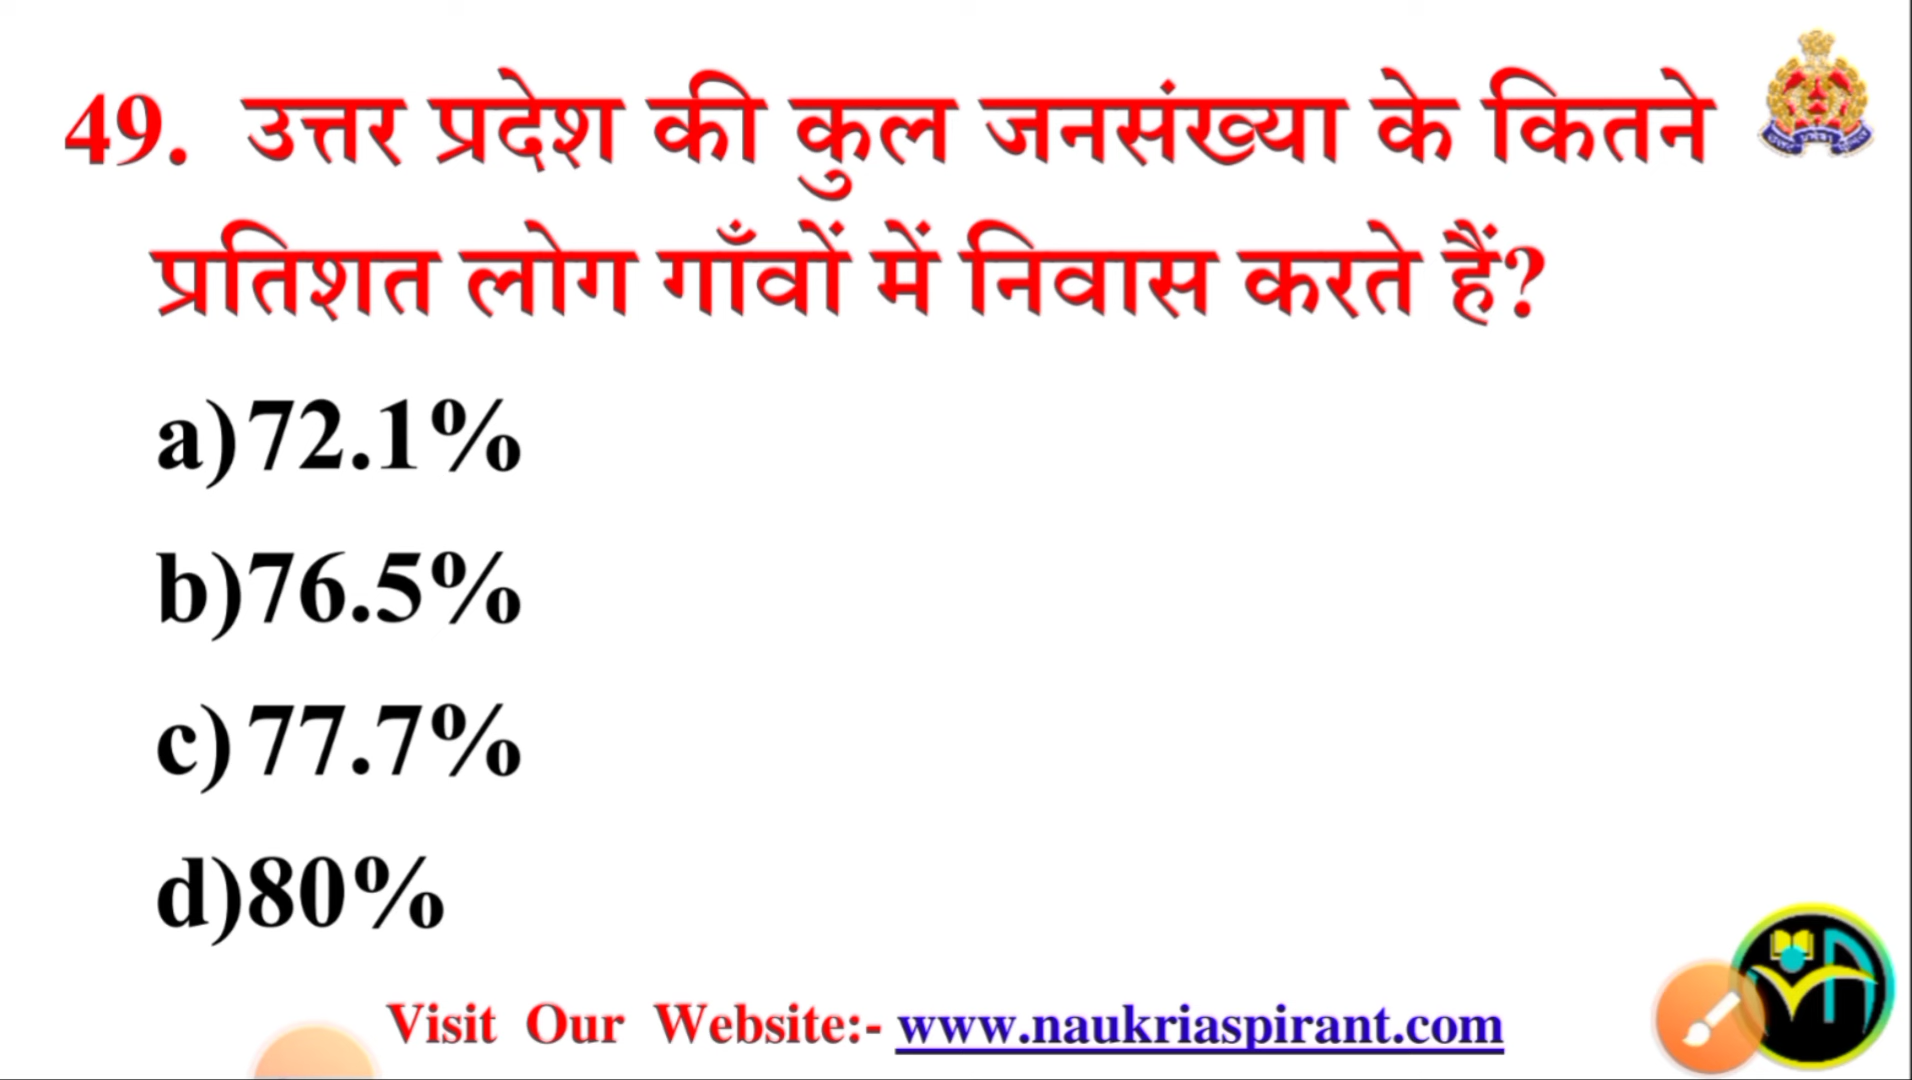 49. उत्तर प्रदेश की कुल जनसंख्या के कितने
प्रतिशत लोग गाँवों में निवास करते हैं?
a)72.1%
b)76.5%
c)77.7%
d)80%
Visit Our Website:- www.naukriaspirant.com